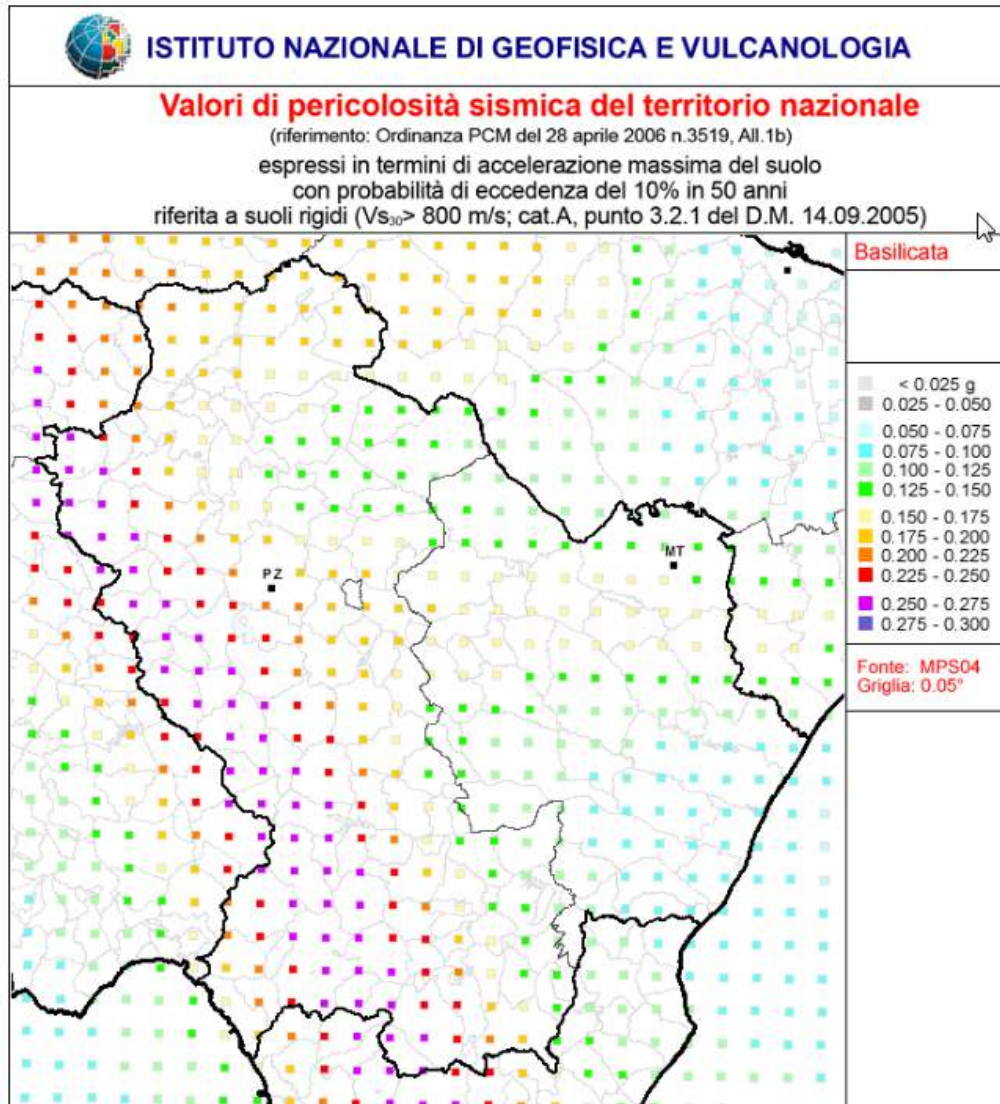 ISTITUTO NAZIONALE DI GEOFISICA E VULCANOLOGIA
Valori di pericolosità sismica del territorio nazionale
(riferimento: Ordinanza PCM del 28 aprile 2006 n.3519, All.1b)
espressi in termini di accelerazione massima del suolo
con probabilità di eccedenza del 10% in 50 anni
riferita a suoli rigidi (Vs30> 800 m/s; cat.A, punto 3.2.1 del D.M. 14.09.2005)
Basilicata
< 0.025 g
0.025 - 0.050
0.050 - 0.075
0.075 - 0.100
0.100 - 0.125
0.125 - 0.150
0.150 - 0.175
0.175 - 0.200
0.200 - 0.225
0.225 - 0.250
0.250 - 0.275
0.275 - 0.300
Fonte: MPS04
Griglia: 0.05°
MT
PZ